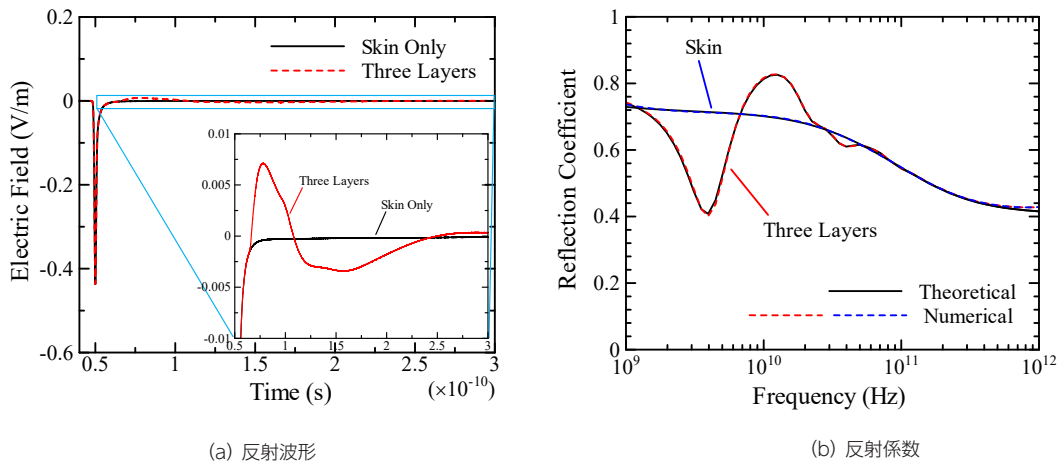 0.2
0
-0.2
-0.4
-0.6
Electric Field (V/m)
Skin Only
Three Layers
0.01
0.005
0
-0.005
-0.01
Three Layers
Skin Only
0.5 1 1.5 2 2.5 3
0.5 1 1.5 2 2.5 3
Time (s) (×10⁻¹⁰)
(a) 反射波形
1
0.8
0.6
0.4
0.2
0
Reflection Coefficient
Skin
Three Layers
Theoretical
Numerical
10⁹ 10¹⁰ 10¹¹ 10¹²
Frequency (Hz)
(b) 反射係数